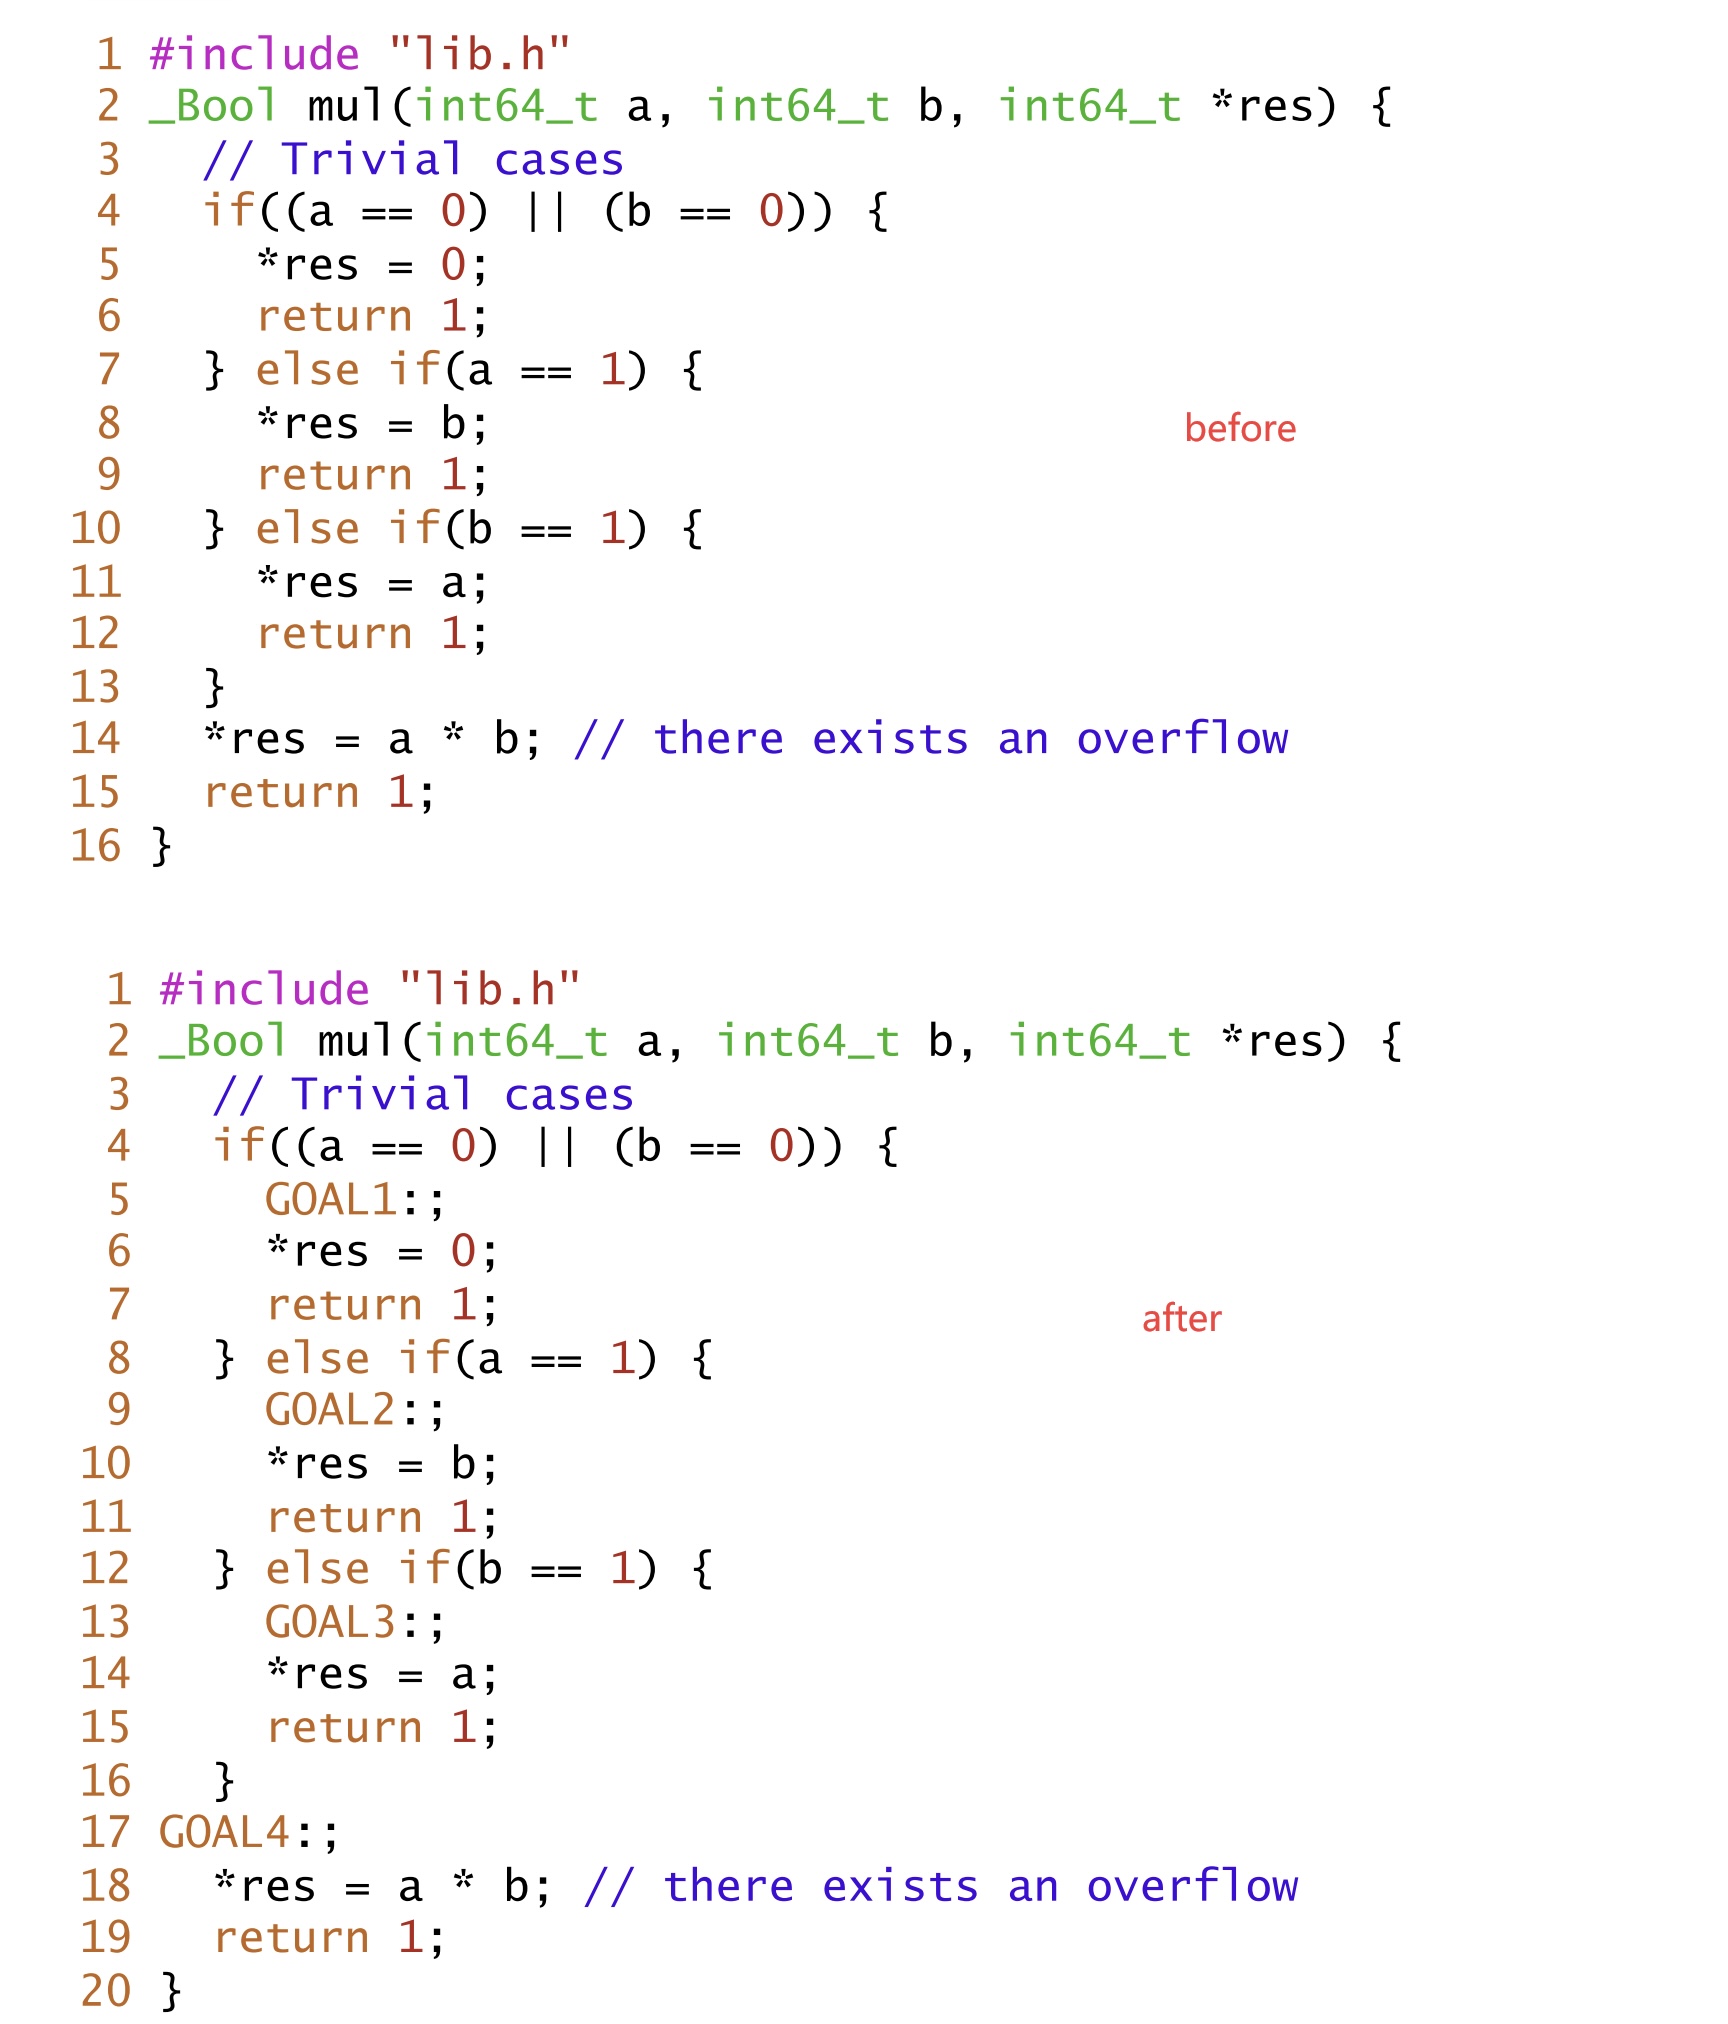 1 #include "lib.h"
2 _Bool mul(int64_t a, int64_t b, int64_t *res) {
3   // Trivial cases
4   if((a == 0) || (b == 0)) {
5     *res = 0;
6     return 1;
7   } else if(a == 1) {
8     *res = b;
9     return 1;
10   } else if(b == 1) {
11     *res = a;
12     return 1;
13   }
14   *res = a * b; // there exists an overflow
15   return 1;
16 }
before
1 #include "lib.h"
2 _Bool mul(int64_t a, int64_t b, int64_t *res) {
3   // Trivial cases
4   if((a == 0) || (b == 0)) {
5     GOAL1:;
6     *res = 0;
7     return 1;
8   } else if(a == 1) {
9     GOAL2:;
10     *res = b;
11     return 1;
12   } else if(b == 1) {
13     GOAL3:;
14     *res = a;
15     return 1;
16   }
17 GOAL4:;
18   *res = a * b; // there exists an overflow
19   return 1;
20 }
after